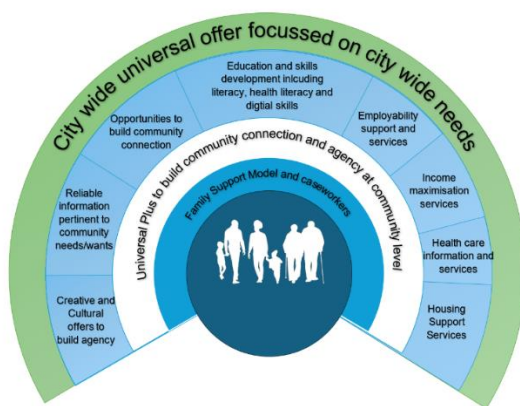 City wide universal offer focussed on city wide needs
Creative and
Cultural offers to
build agency
Reliable
information
pertinent to
community
needs/wants
Opportunities to
build community
connection
Education and skills
development inlcuding
literacy, health literacy and
digtial skills
Employability
support and
services
Income
maximisation
services
Health care
information and
services
Housing
Support
Services
Universal Plus to build community connection and agency at community level
Family Support Model and caseworkers